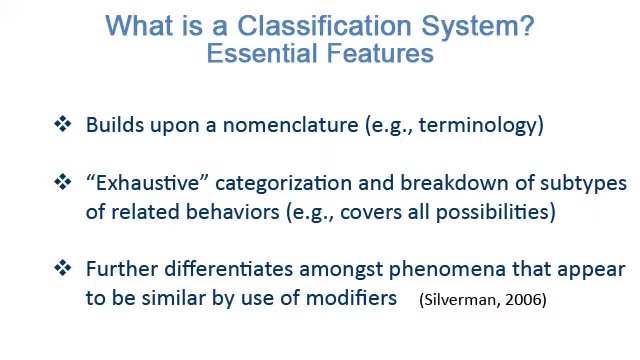 What is a Classification System?
Essential Features
❖ Builds upon a nomenclature (e.g., terminology)
❖ “Exhaustive” categorization and breakdown of subtypes
of related behaviors (e.g., covers all possibilities)
❖ Further differentiates amongst phenomena that appear
to be similar by use of modifiers (Silverman, 2006)